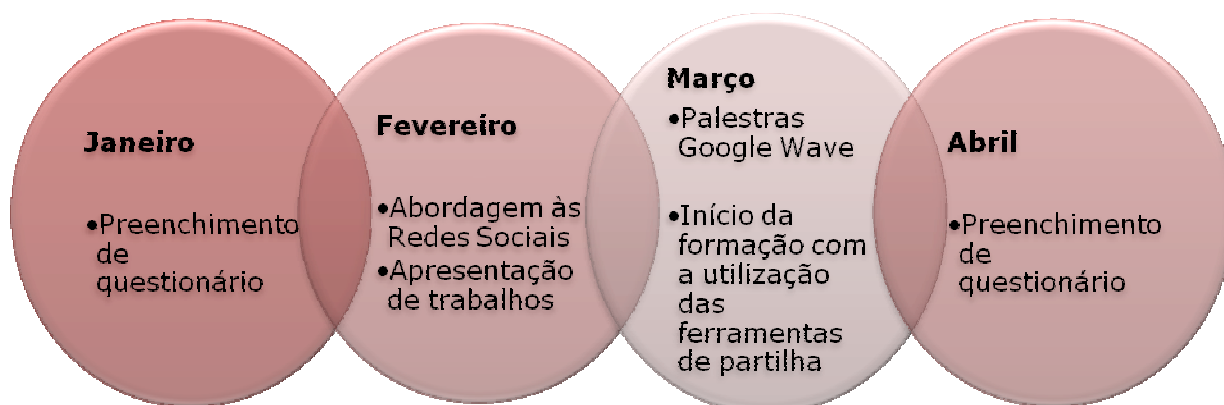 Janeiro
•Preenchimento
de
questionário
Fevereiro
•Abordagem às
Redes Sociais
•Apresentação
de trabalhos
Março
•Palestras
Google Wave
•Início da
formação com
a utilização
das
ferramentas
de partilha
Abril
•Preenchimento
de
questionário